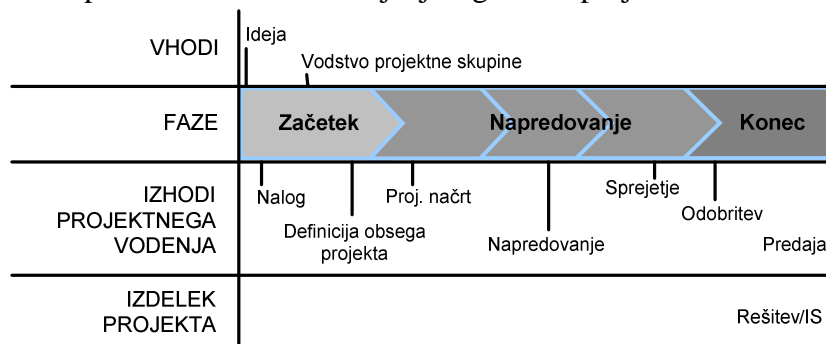 VHODI
Ideja
Vodstvo projektne skupine
FAZE
Začetek
Napredovanje
Konec
IZHODI
PROJEKTNEGA
VODENJA
Nalog
Definicija obsega
projekta
Proj. načrt
Napredovanje
Sprejetje
Odobritev
Predaja
IZDELEK
PROJEKTA
Rešitev/IS